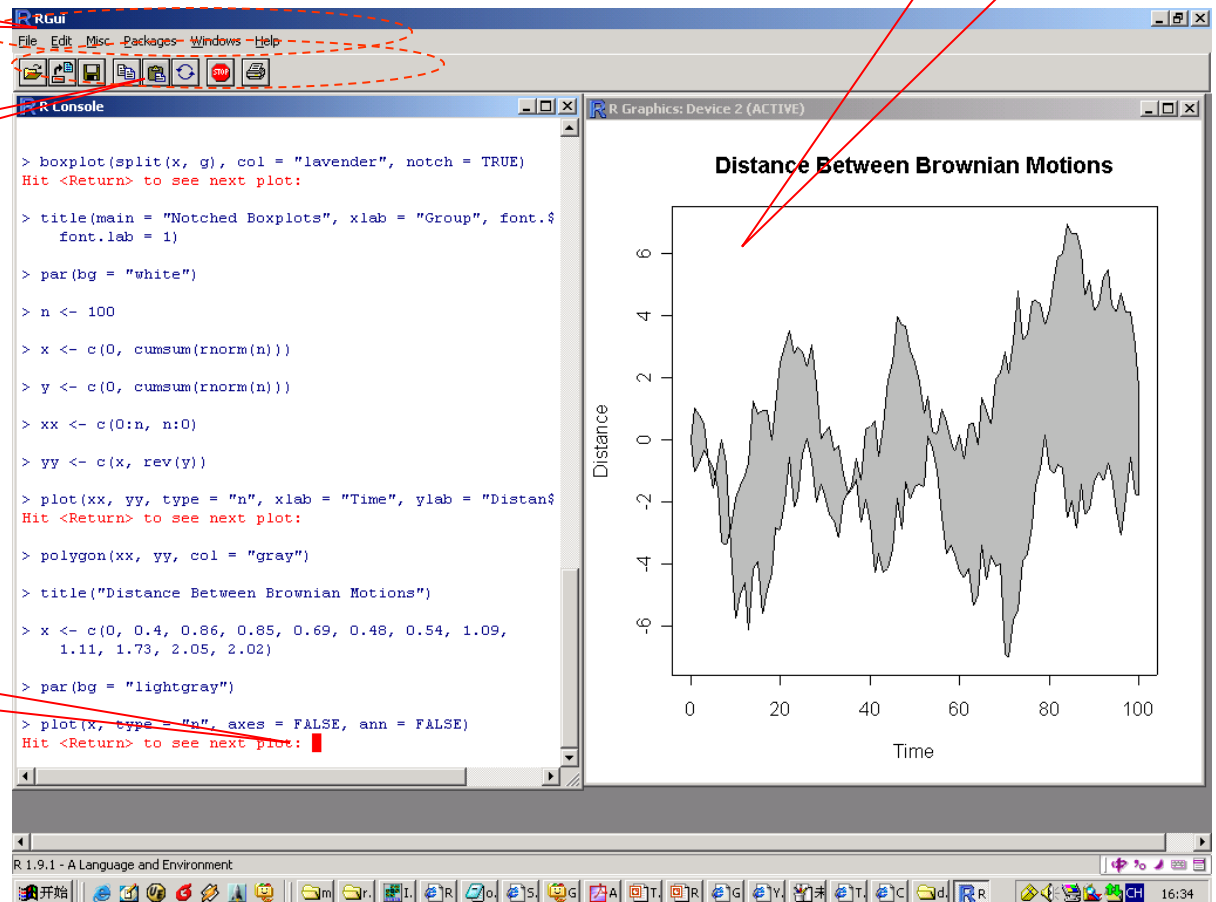 RGui
File Edit Misc Packages Windows Help
STOP
R Console
> boxplot(split(x, g), col = "lavender", notch = TRUE)
Hit <Return> to see next plot:
> title(main = "Notched Boxplots", xlab = "Group", font.$
font.lab = 1)
> par(bg = "white")
> n <- 100
> x <- c(0, cumsum(rnorm(n)))
> y <- c(0, cumsum(rnorm(n)))
> xx <- c(0:n, n:0)
> yy <- c(x, rev(y))
> plot(xx, yy, type = "n", xlab = "Time", ylab = "Distan$
Hit <Return> to see next plot:
> polygon(xx, yy, col = "gray")
> title("Distance Between Brownian Motions")
> x <- c(0, 0.4, 0.86, 0.85, 0.69, 0.48, 0.54, 1.09,
1.11, 1.73, 2.05, 2.02)
> par(bg = "lightgray")
> plot(x, type = "n", axes = FALSE, ann = FALSE)
Hit <Return> to see next plot:
R Graphics: Device 2 (ACTIVE)
Distance Between Brownian Motions
6
4
2
0
-2
-4
-6
Distance
0 20 40 60 80 100
Time
R 1.9.1 - A Language and Environment
中
开始 m r. I. R o. S. G A T. R G Y. 未 T. C d. R CH 16:34